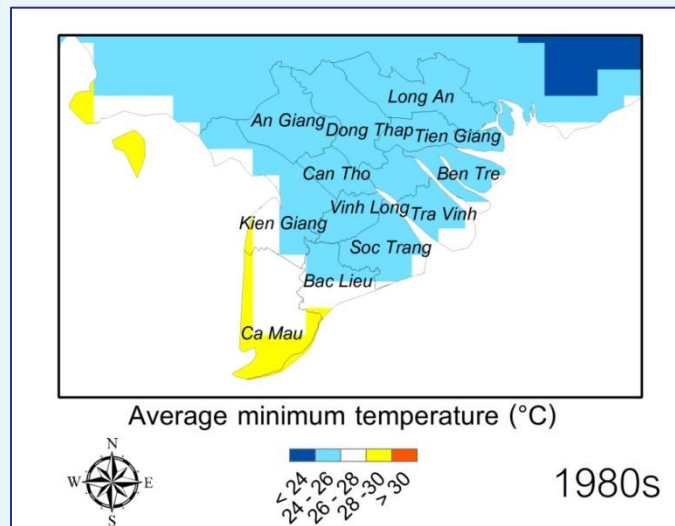 Long An
An Giang
Dong Thap
Tien Giang
Can Tho
Ben Tre
Vinh Long
Tra Vinh
Kien Giang
Soc Trang
Bac Lieu
Ca Mau
Average minimum temperature (°C)
N
W E
S
< 24
24 - 26
26 - 28
28 -30
> 30
1980s